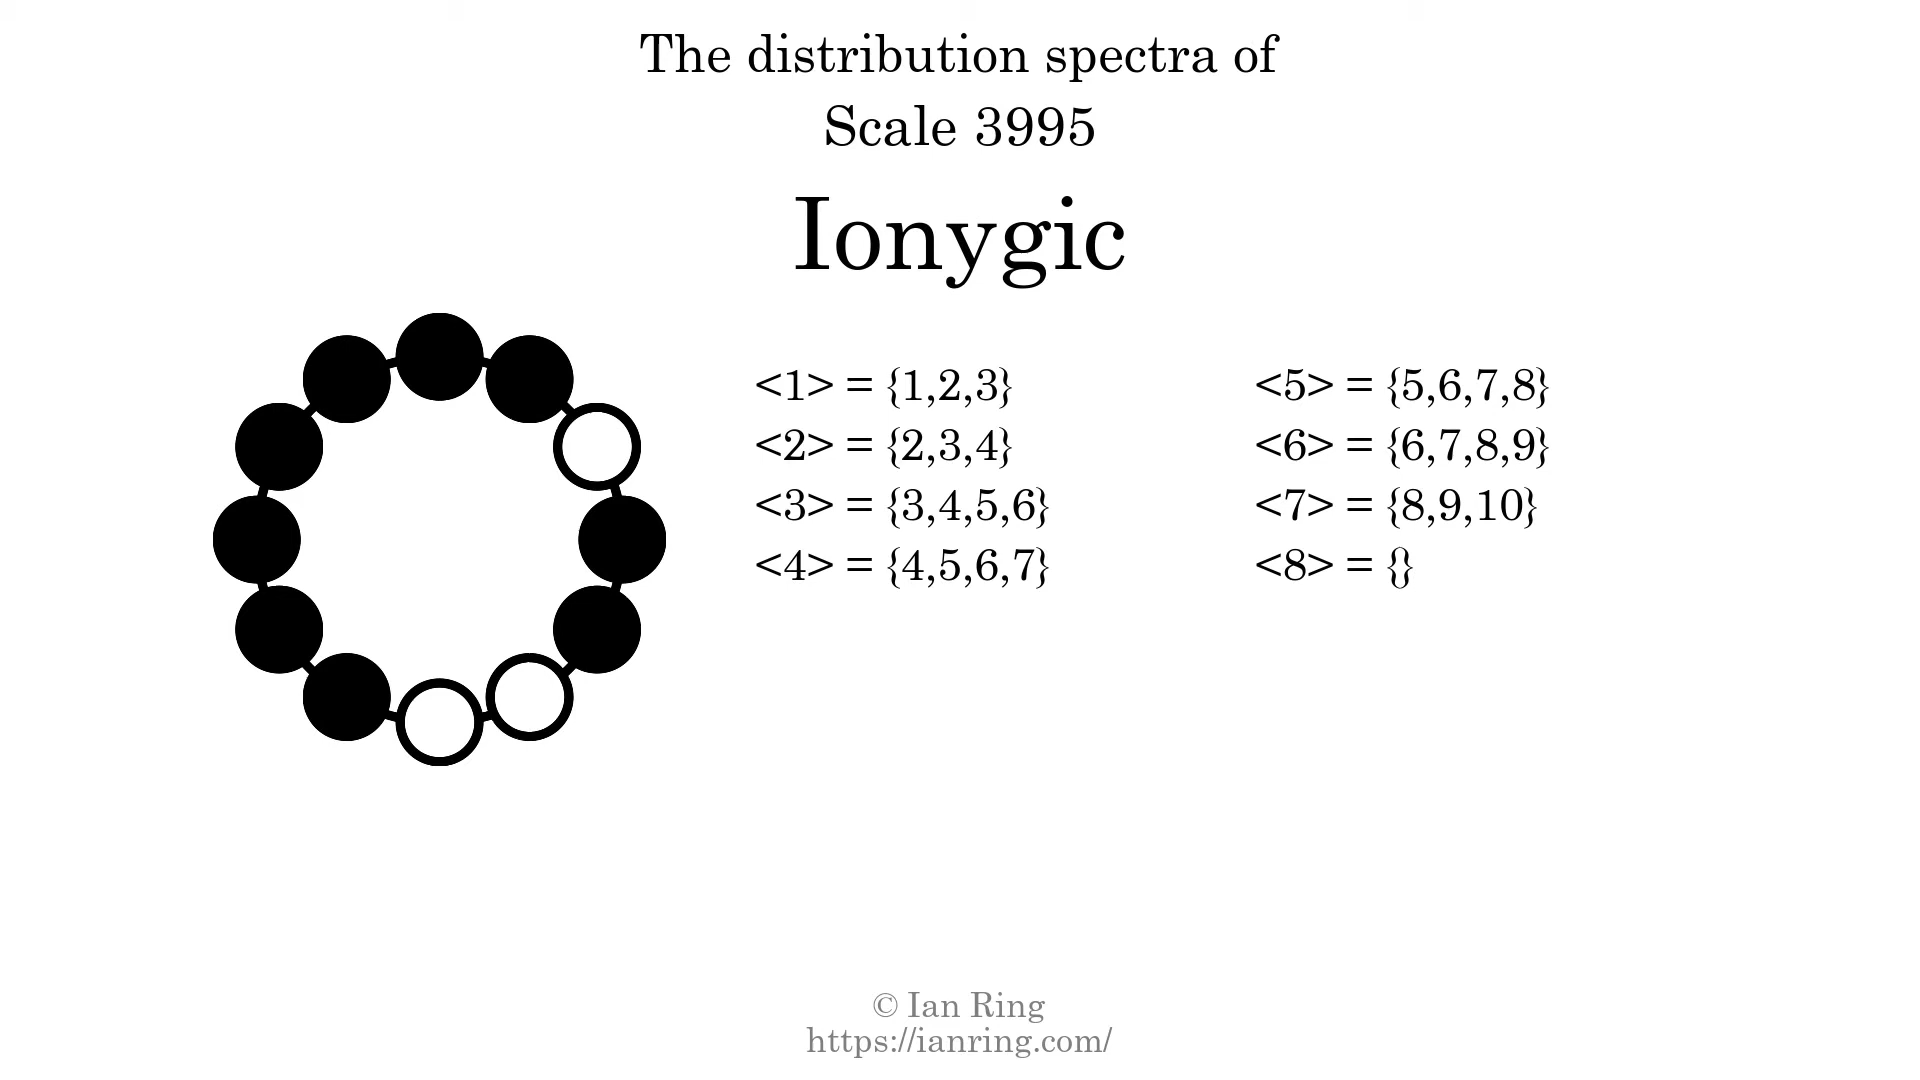 The distribution spectra of
Scale 3995
Ionygic
<1> = {1,2,3}
<2> = {2,3,4}
<3> = {3,4,5,6}
<4> = {4,5,6,7}
<5> = {5,6,7,8}
<6> = {6,7,8,9}
<7> = {8,9,10}
<8> = {}
© Ian Ring
https://ianring.com/